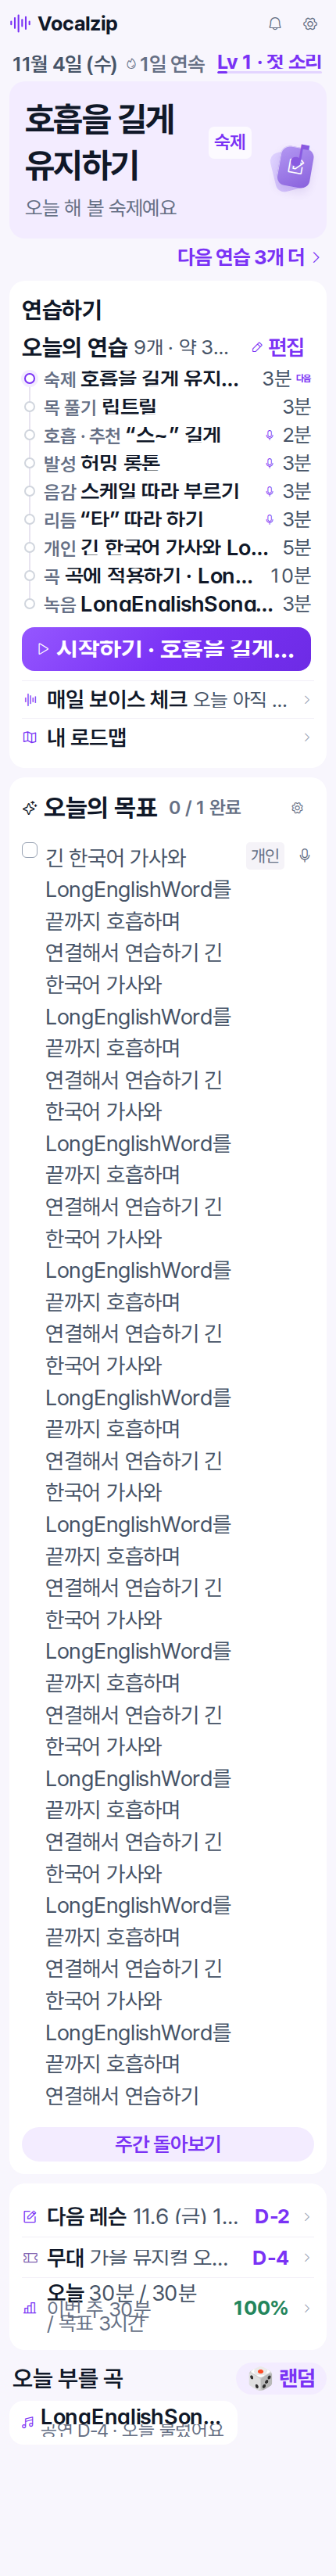 Vocalzip
11월 4일 (수) 1일 연속 Lv 1 · 첫 소리
호흡을 길게
유지하기
숙제
오늘 해 볼 숙제예요
다음 연습 3개 더
연습하기
오늘의 연습 9개 · 약 3... 편집
숙제 호흡을 길게 유지... 3분 다음
목 풀기 립트릴 3분
호흡 · 추천 “스~” 길게 2분
발성 허밍 롱톤 3분
음감 스케일 따라 부르기 3분
리듬 “타” 따라 하기 3분
개인 긴 한국어 가사와 Lo... 5분
곡 곡에 적용하기 · Lon... 10분
녹음 LongEnglishSong... 3분
시작하기 · 호흡을 길게...
매일 보이스 체크 오늘 아직 ...
내 로드맵
오늘의 목표 0 / 1 완료
긴 한국어 가사와 개인
LongEnglishWord를
끝까지 호흡하며
연결해서 연습하기 긴
한국어 가사와
LongEnglishWord를
끝까지 호흡하며
연결해서 연습하기 긴
한국어 가사와
LongEnglishWord를
끝까지 호흡하며
연결해서 연습하기 긴
한국어 가사와
LongEnglishWord를
끝까지 호흡하며
연결해서 연습하기 긴
한국어 가사와
LongEnglishWord를
끝까지 호흡하며
연결해서 연습하기 긴
한국어 가사와
LongEnglishWord를
끝까지 호흡하며
연결해서 연습하기 긴
한국어 가사와
LongEnglishWord를
끝까지 호흡하며
연결해서 연습하기 긴
한국어 가사와
LongEnglishWord를
끝까지 호흡하며
연결해서 연습하기 긴
한국어 가사와
LongEnglishWord를
끝까지 호흡하며
연결해서 연습하기 긴
한국어 가사와
LongEnglishWord를
끝까지 호흡하며
연결해서 연습하기
주간 돌아보기
다음 레슨 11.6 (금) 1... D-2
무대 가을 뮤지컬 오... D-4
오늘 30분 / 30분
이번 주 30분 100%
/ 목표 3시간
오늘 부를 곡 랜덤
LongEnglishSon...
공연 D-4 · 오늘 불렀어요